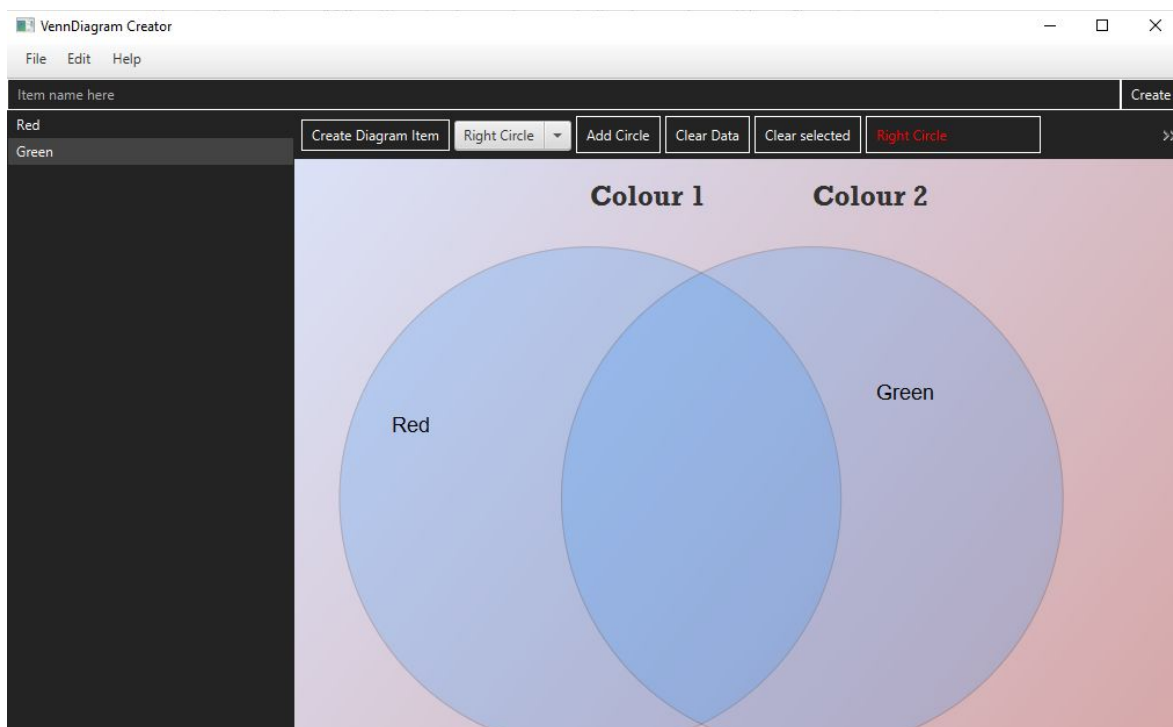 VennDiagram Creator
File Edit Help
Item name here Create
Red
Green
Create Diagram Item Right Circle Add Circle Clear Data Clear selected Right Circle
Colour 1 Colour 2
Red
Green